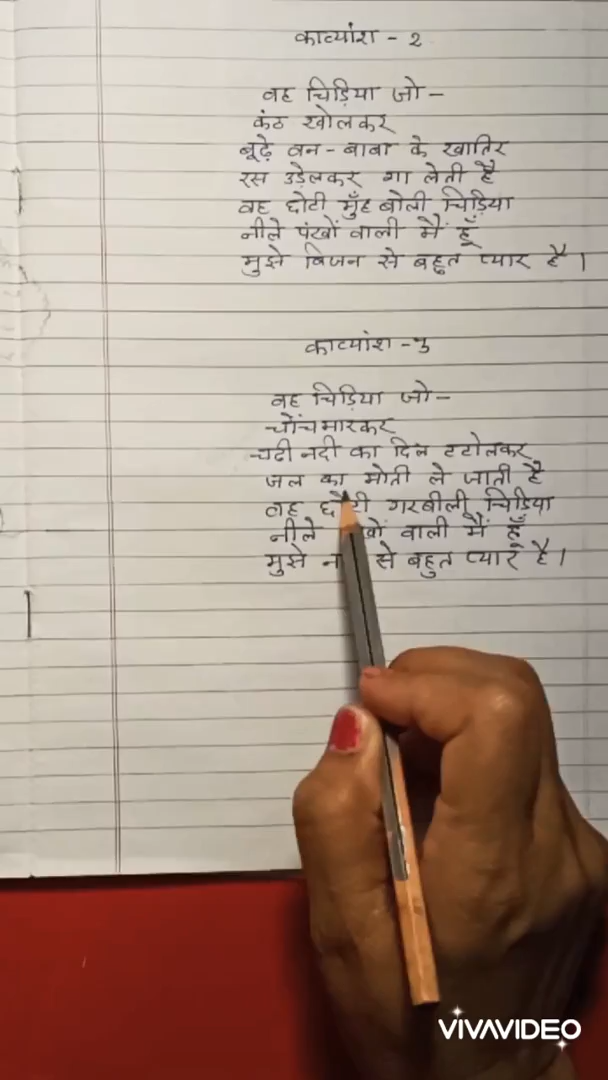 काव्यांश - 2
वह चिड़िया जो -
कंठ खोलकर
बूढ़े वन - बाबा के खातिर
रस उड़ेलकर गा लेती है
वह छोटी मुँह बोली चिड़िया
नीले पंखों वाली मैं हूँ
मुझे विजन से बहुत प्यार है।
काव्यांश - 3
वह चिड़िया जो -
चोंच मारकर
चढ़ी नदी का दिल टटोलकर
जल का मोती ले जाती है
वह छोटी गरबीली चिड़िया
नीले वाली मैं हूँ
मुझे से बहुत प्यार है।
VIVAVIDEO